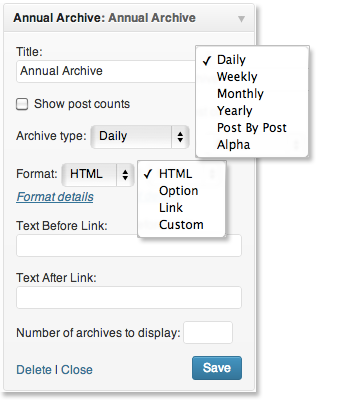 Annual Archive: Annual Archive
Title:
Annual Archive
Show post counts
Archive type: Daily
✓ Daily
Weekly
Monthly
Yearly
Post By Post
Alpha
Format: HTML
✓ HTML
Option
Link
Custom
Format details
Text Before Link:
Text After Link:
Number of archives to display:
Delete | Close
Save